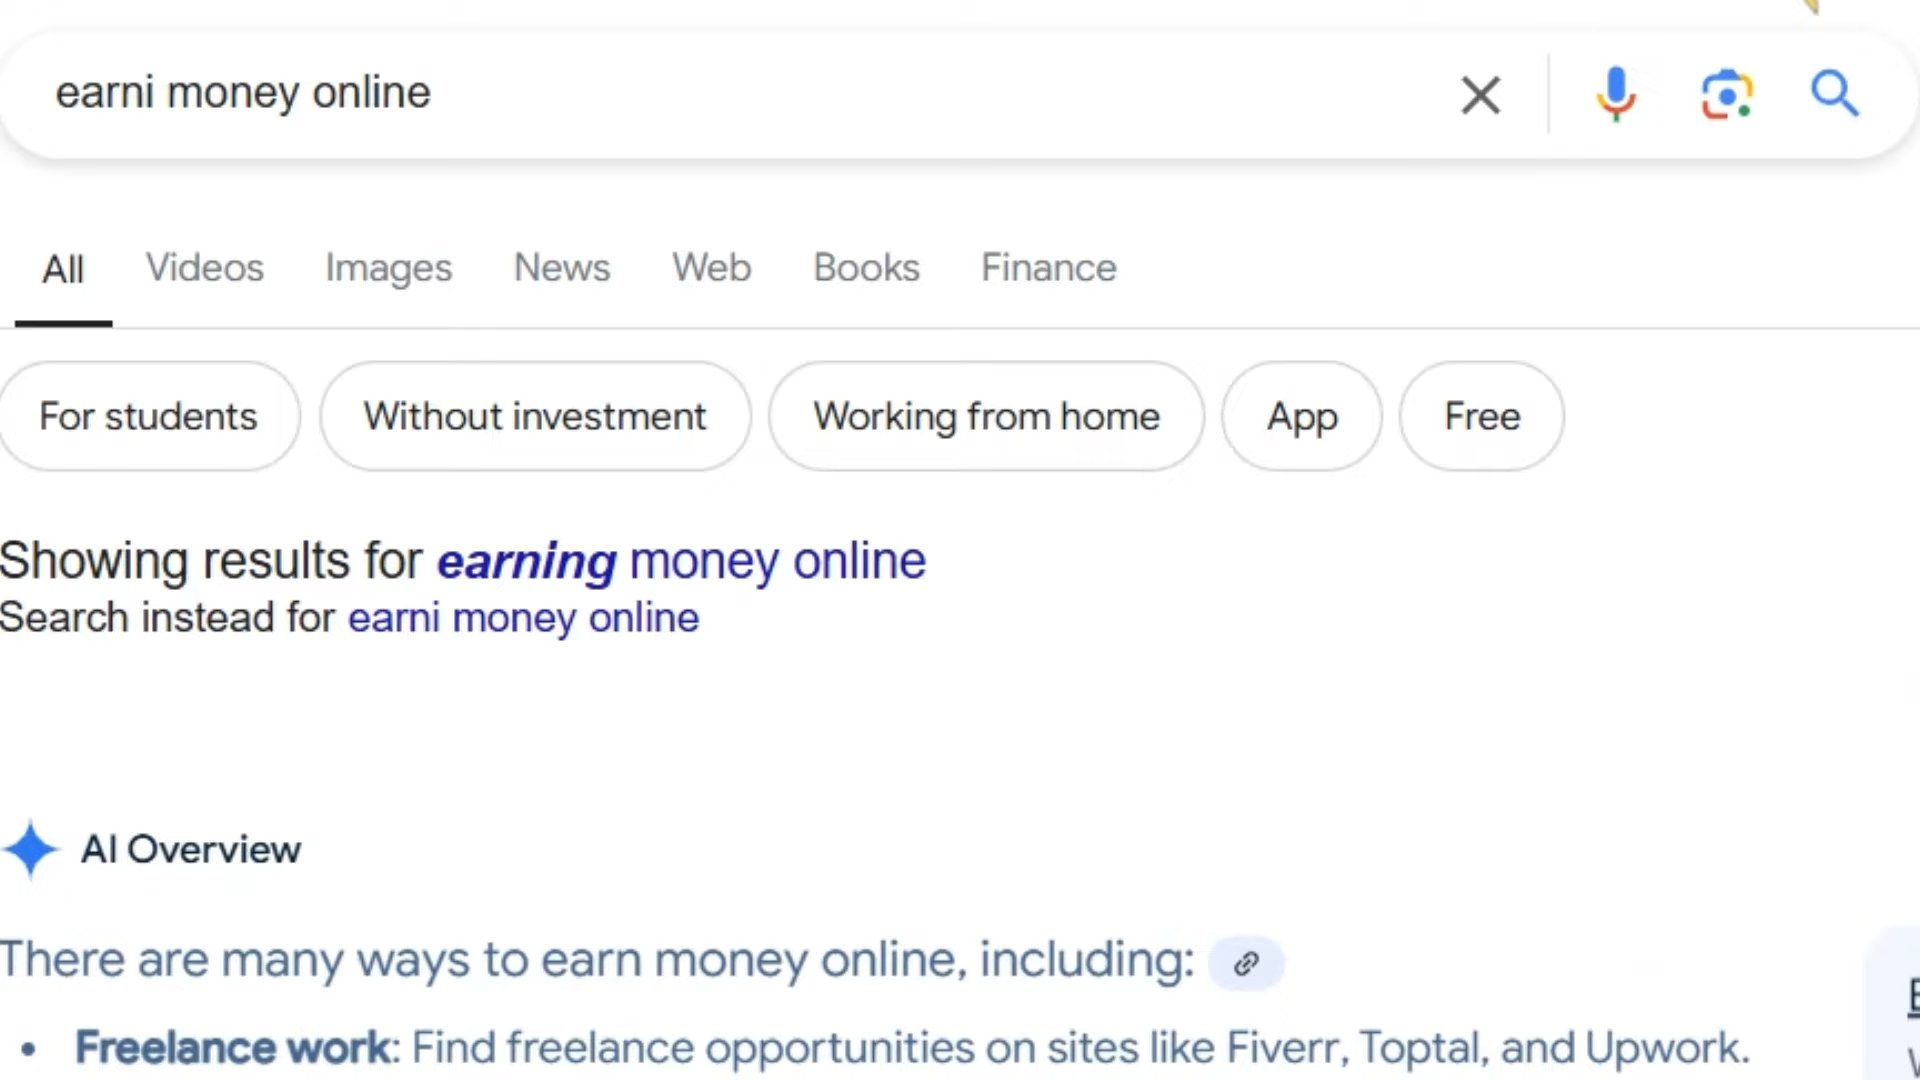 earni money online
All Videos Images News Web Books Finance
For students Without investment Working from home App Free
Showing results for earning money online
Search instead for earni money online
AI Overview
There are many ways to earn money online, including:
• Freelance work: Find freelance opportunities on sites like Fiverr, Toptal, and Upwork.